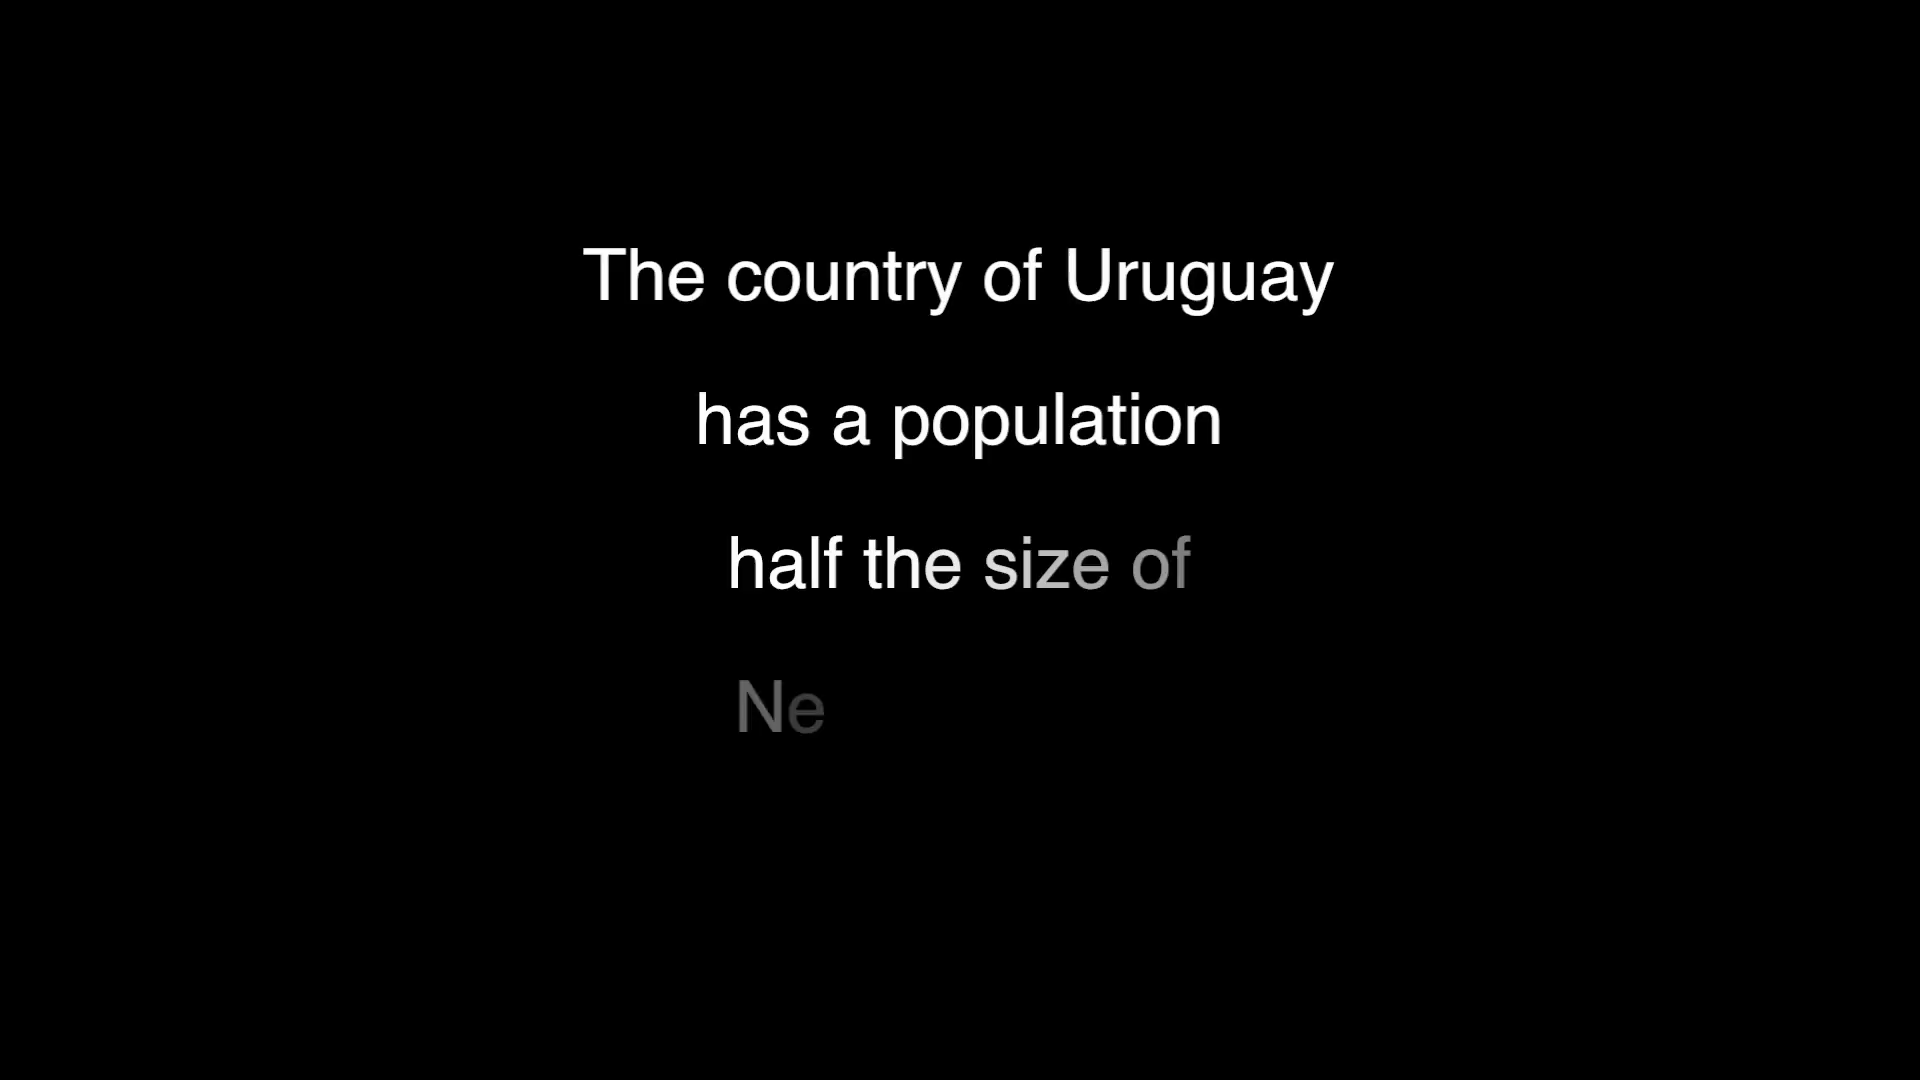 The country of Uruguay
has a population
half the size of
Ne